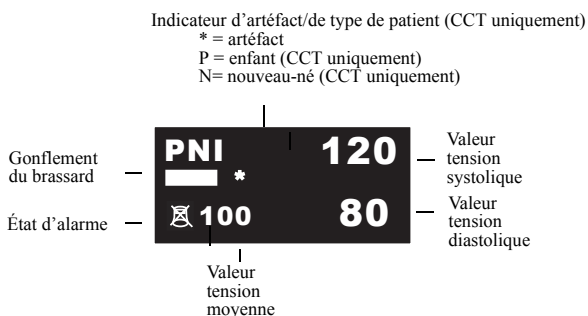 Indicateur d’artéfact/de type de patient (CCT uniquement)
* = artéfact
P = enfant (CCT uniquement)
N= nouveau-né (CCT uniquement)
Gonflement
du brassard
État d’alarme
PNI
120
*
100
80
Valeur
tension
systolique
Valeur
tension
diastolique
Valeur
tension
movenne